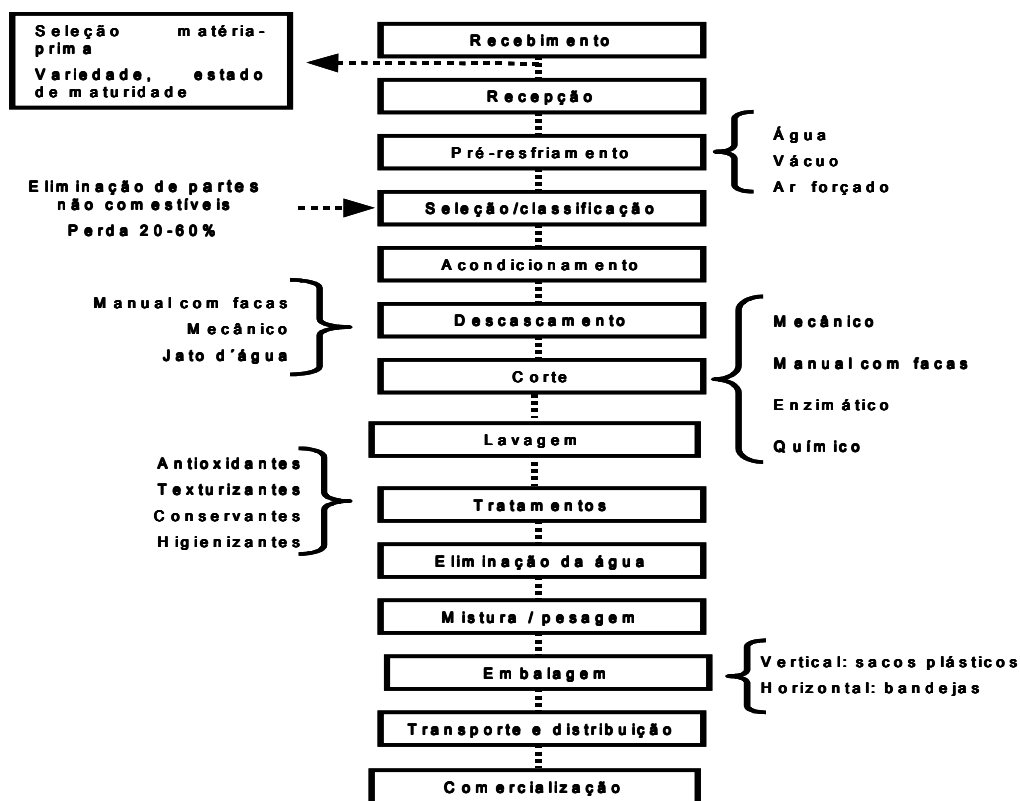 Seleção matéria-
prima
Variedade, estado
de maturidade
Recebimento
Recepção
Pré-resfriamento
Água
Vácuo
Ar forçado
Eliminação de partes
não comestíveis
Perda 20-60%
Seleção/classificação
Acondicionamento
Manual com facas
Mecânico
Jato d´água
Descascamento
Corte
Mecânico
Manual com facas
Enzimático
Químico
Lavagem
Antioxidantes
Texturizantes
Conservantes
Higienizantes
Tratamentos
Eliminação da água
Mistura / pesagem
Embalagem
Vertical: sacos plásticos
Horizontal: bandejas
Transporte e distribuição
Comercialização